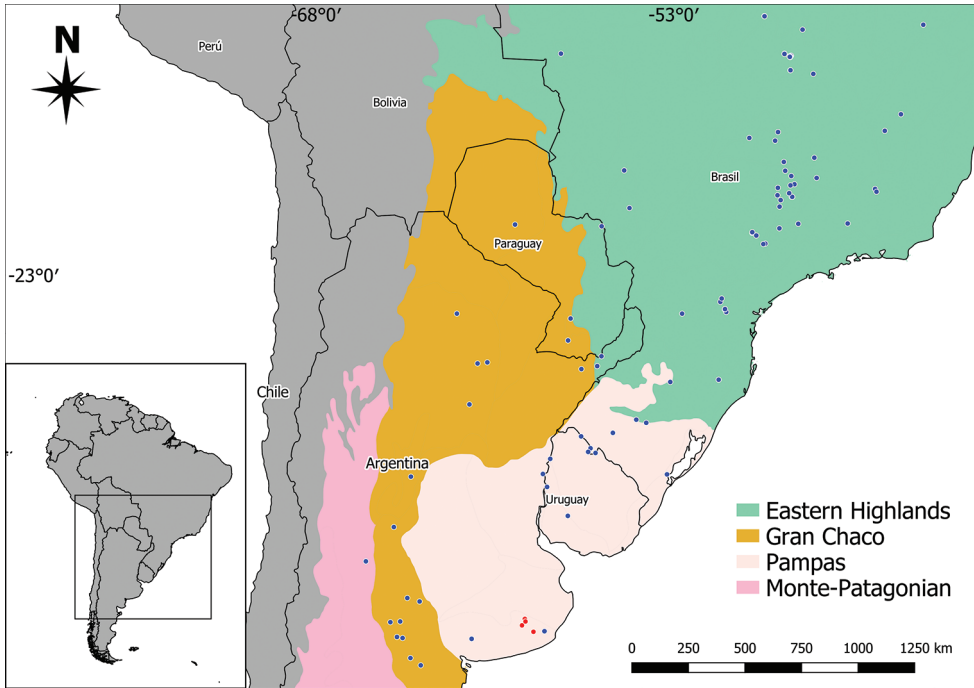 -68°0′
-53°0′
N
Perú
Bolivia
Brasil
Paraguay
-23°0′
Chile
Argentina
Uruguay
Eastern Highlands
Gran Chaco
Pampas
Monte-Patagonian
0 250 500 750 1000 1250 km